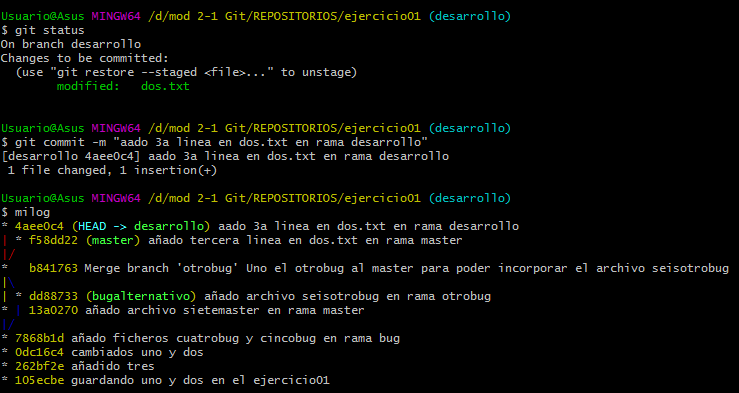 Usuario@Asus MINGW64 /d/mod 2-1 Git/REPOSITORIOS/ejercicio01 (desarrollo)
$ git status
On branch desarrollo
Changes to be committed:
  (use "git restore --staged <file>..." to unstage)
        modified:   dos.txt

Usuario@Asus MINGW64 /d/mod 2-1 Git/REPOSITORIOS/ejercicio01 (desarrollo)
$ git commit -m "aado 3a linea en dos.txt en rama desarrollo"
[desarrollo 4aee0c4] aado 3a linea en dos.txt en rama desarrollo
 1 file changed, 1 insertion(+)

Usuario@Asus MINGW64 /d/mod 2-1 Git/REPOSITORIOS/ejercicio01 (desarrollo)
$ milog
* 4aee0c4 (HEAD -> desarrollo) aado 3a linea en dos.txt en rama desarrollo
| * f58dd22 (master) añado tercera linea en dos.txt en rama master
|/
*   b841763 Merge branch 'otrobug' Uno el otrobug al master para poder incorporar el archivo seisotrobug
|\
| * dd88733 (bugalternativo) añado archivo seisotrobug en rama otrobug
* | 13a0270 añado archivo sietemaster en rama master
|/
* 7868b1d añado ficheros cuatrobug y cincobug en rama bug
* 0dc16c4 cambiados uno y dos
* 262bf2e añadido tres
* 105ecbe guardando uno y dos en el ejercicio01